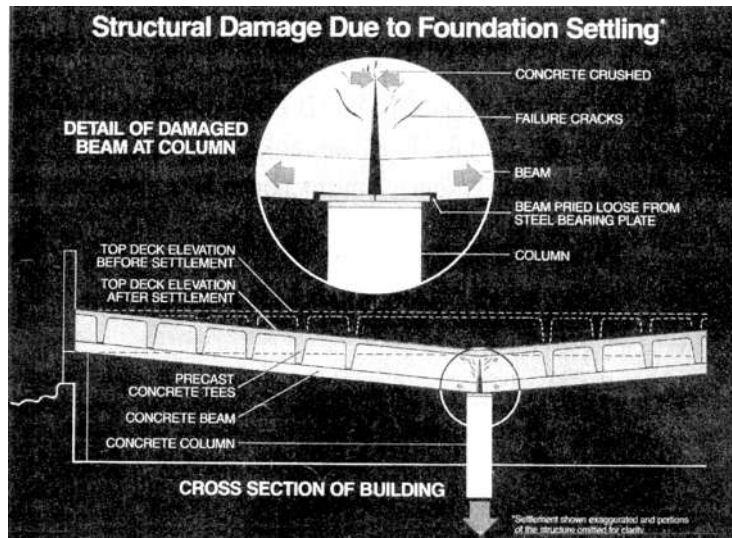 Structural Damage Due to Foundation Settling*
CONCRETE CRUSHED
FAILURE CRACKS
DETAIL OF DAMAGED
BEAM AT COLUMN
BEAM
BEAM PRIED LOOSE FROM
STEEL BEARING PLATE
COLUMN
TOP DECK ELEVATION
BEFORE SETTLEMENT
TOP DECK ELEVATION
AFTER SETTLEMENT
PRECAST
CONCRETE TEES
CONCRETE BEAM
CONCRETE COLUMN
CROSS SECTION OF BUILDING
*Settlement shown exaggerated and portions
of the structure omitted for clarity.